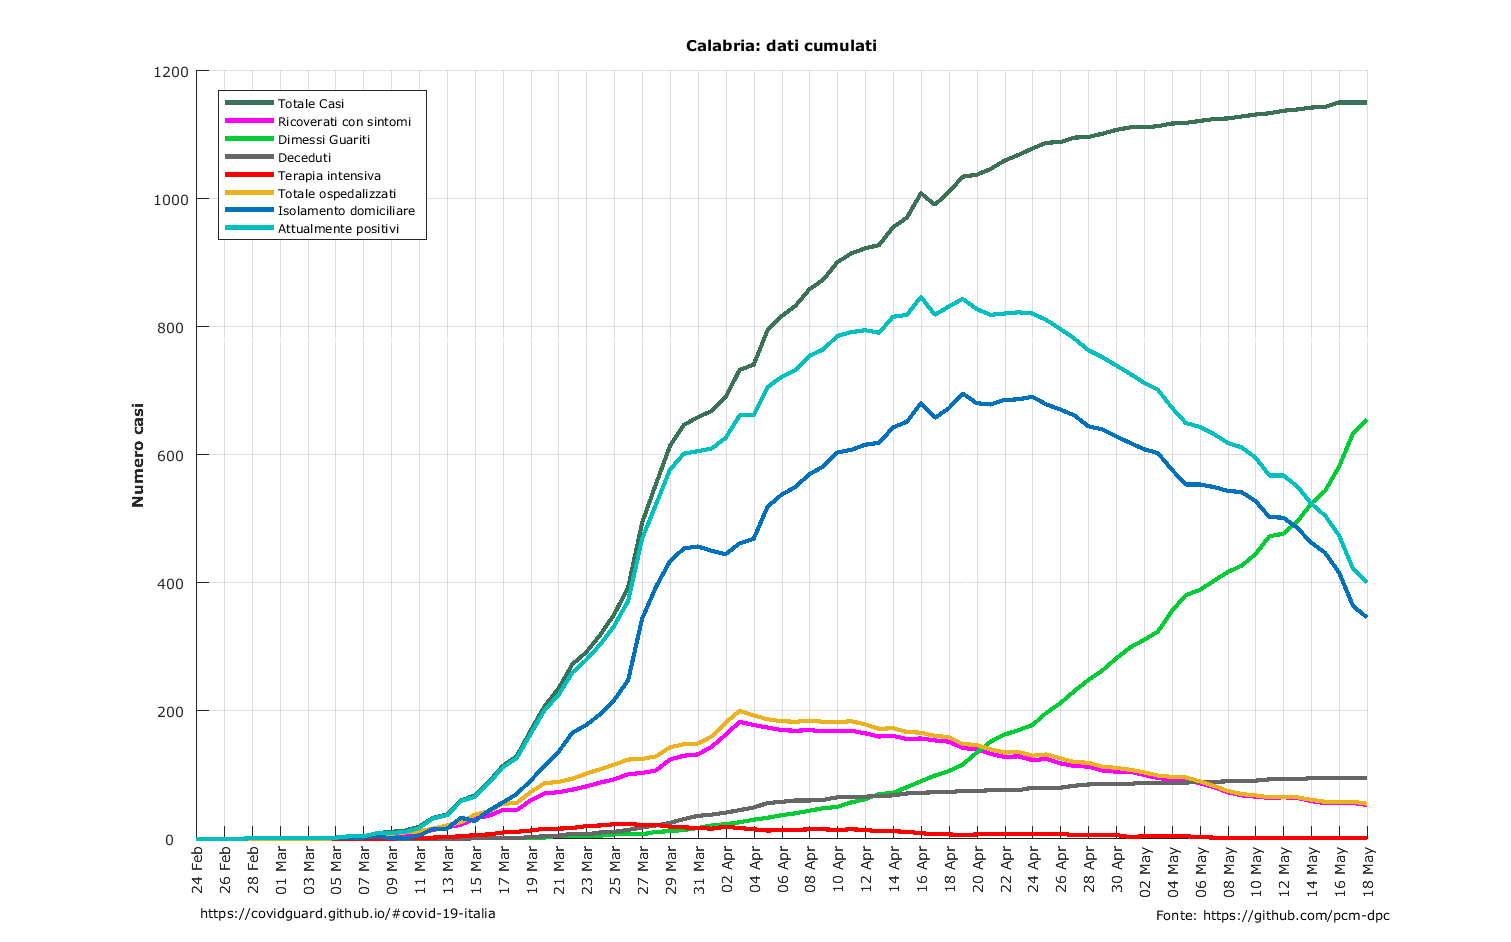 Calabria: dati cumulati
1200
1000
800
600
400
200
0
Numero casi
Totale Casi
Ricoverati con sintomi
Dimessi Guariti
Deceduti
Terapia intensiva
Totale ospedalizzati
Isolamento domiciliare
Attualmente positivi
24 Feb
26 Feb
28 Feb
01 Mar
03 Mar
05 Mar
07 Mar
09 Mar
11 Mar
13 Mar
15 Mar
17 Mar
19 Mar
21 Mar
23 Mar
25 Mar
27 Mar
29 Mar
31 Mar
02 Apr
04 Apr
06 Apr
08 Apr
10 Apr
12 Apr
14 Apr
16 Apr
18 Apr
20 Apr
22 Apr
24 Apr
26 Apr
28 Apr
30 Apr
02 May
04 May
06 May
08 May
10 May
12 May
14 May
16 May
18 May
https://covidguard.github.io/#covid-19-italia
Fonte: https://github.com/pcm-dpc